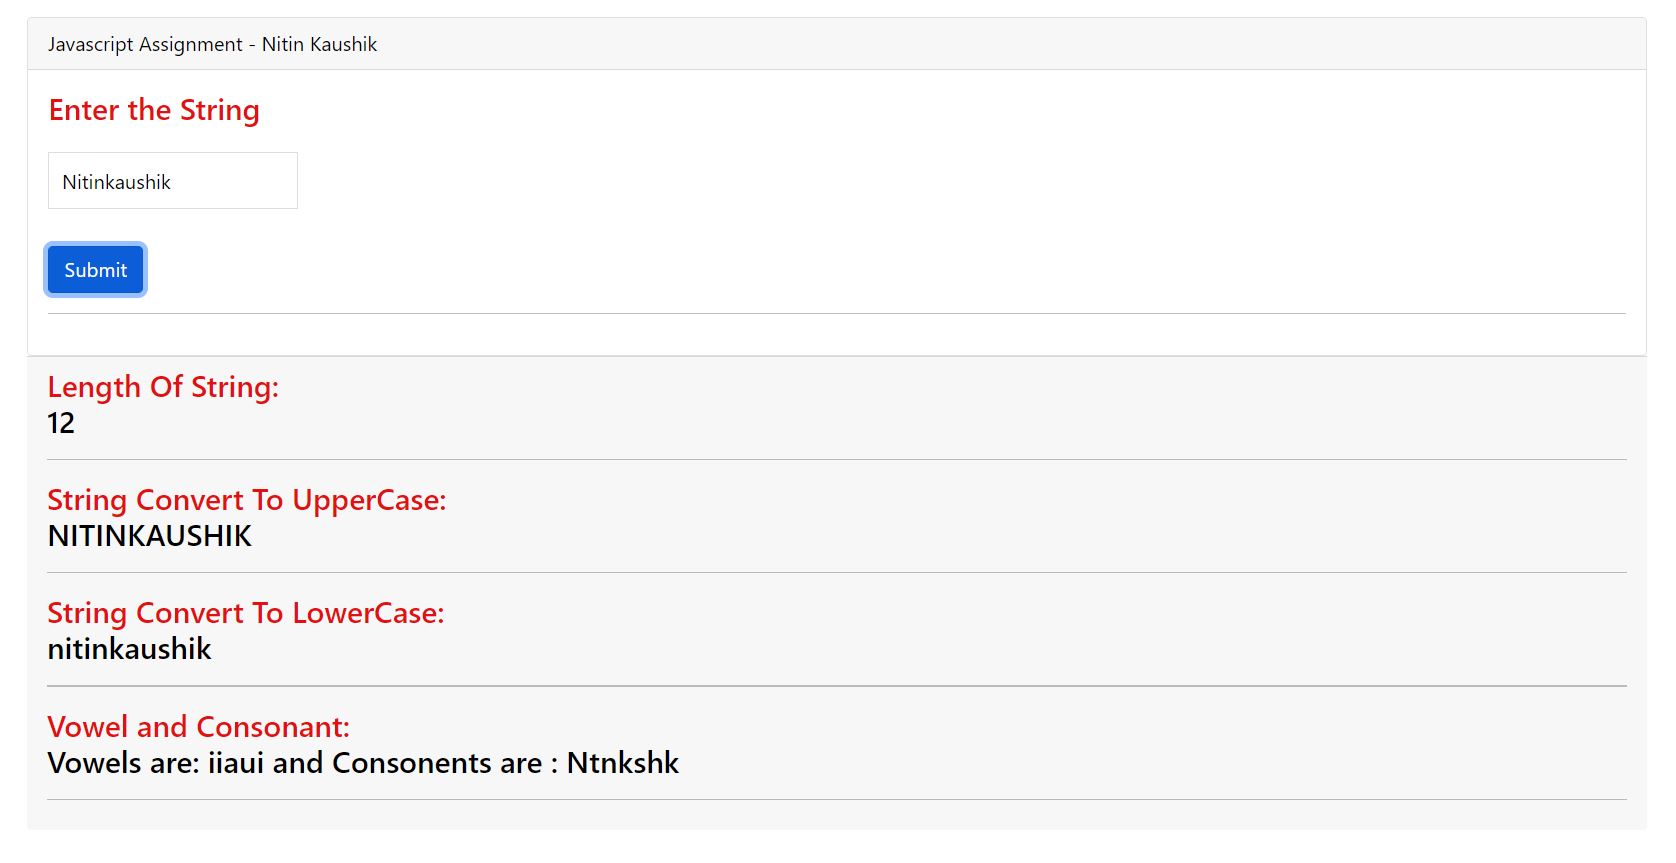 Javascript Assignment - Nitin Kaushik
Enter the String
Nitinkaushik
Submit
Length Of String:
12
String Convert To UpperCase:
NITINKAUSHIK
String Convert To LowerCase:
nitinkaushik
Vowel and Consonant:
Vowels are: iiaui and Consonents are : Ntnkshk